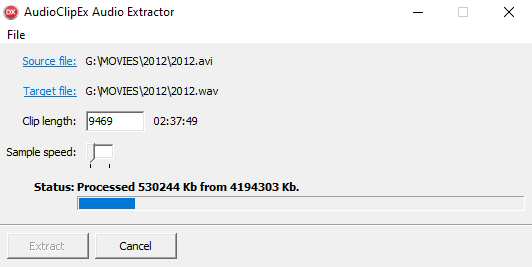 DX AudioClipEx Audio Extractor
File
Source file: G:\MOVIES\2012\2012.avi
Target file: G:\MOVIES\2012\2012.wav
Clip length: 9469 02:37:49
Sample speed:
Status: Processed 530244 Kb from 4194303 Kb.
Extract Cancel